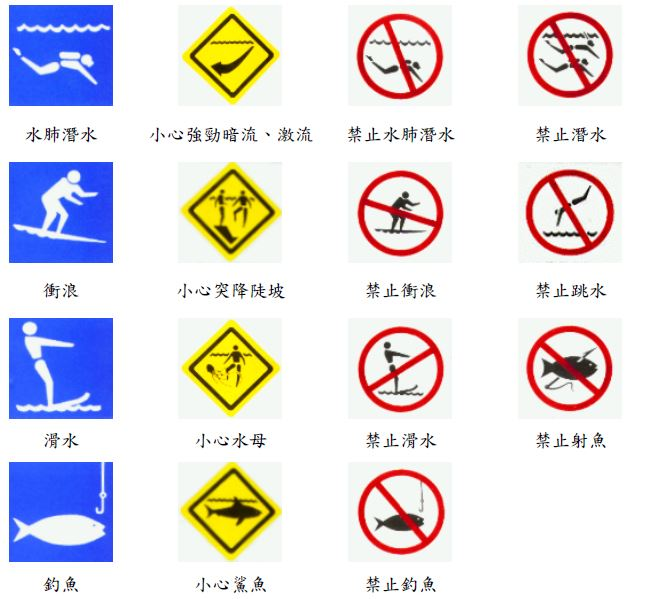 水肺潛水
小心強勁暗流、激流
禁止水肺潛水
禁止潛水
衝浪
小心突降陡坡
禁止衝浪
禁止跳水
滑水
小心水母
禁止滑水
禁止射魚
釣魚
小心鯊魚
禁止釣魚